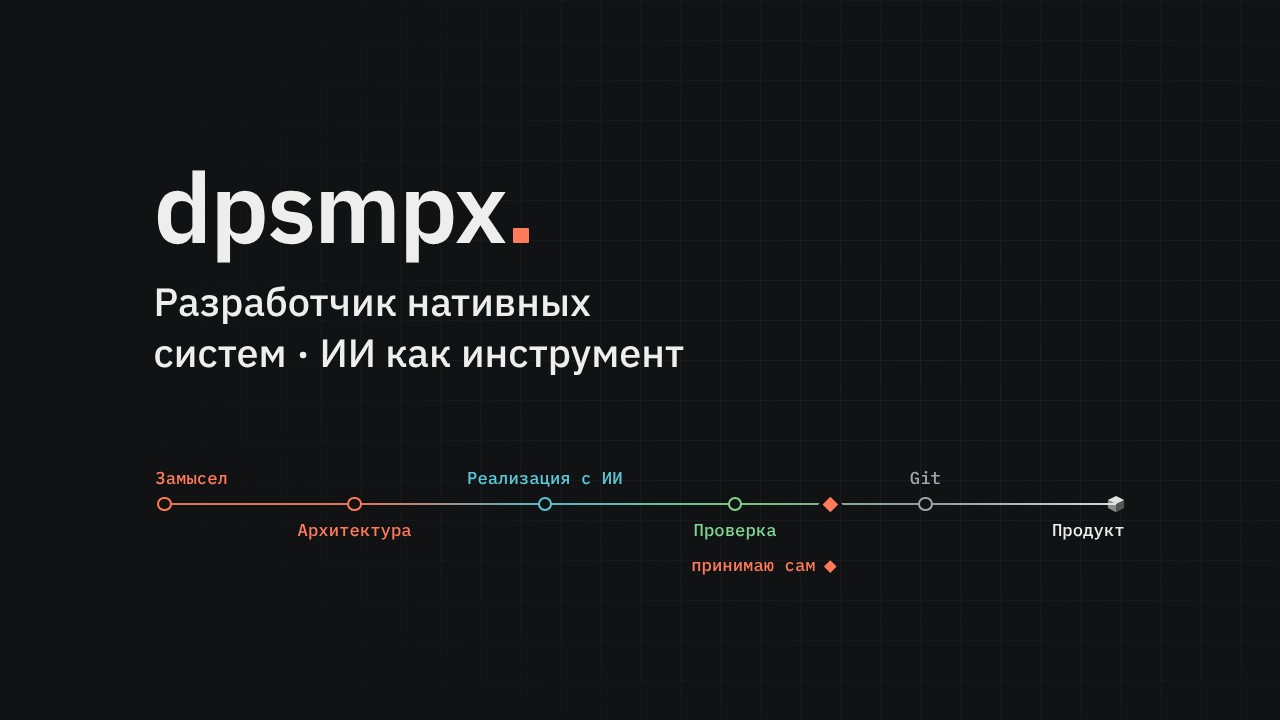 dpsmpx.
Разработчик нативных
систем · ИИ как инструмент
Замысел
Реализация с ИИ
Git
Архитектура
Проверка
Продукт
принимаю сам ◆